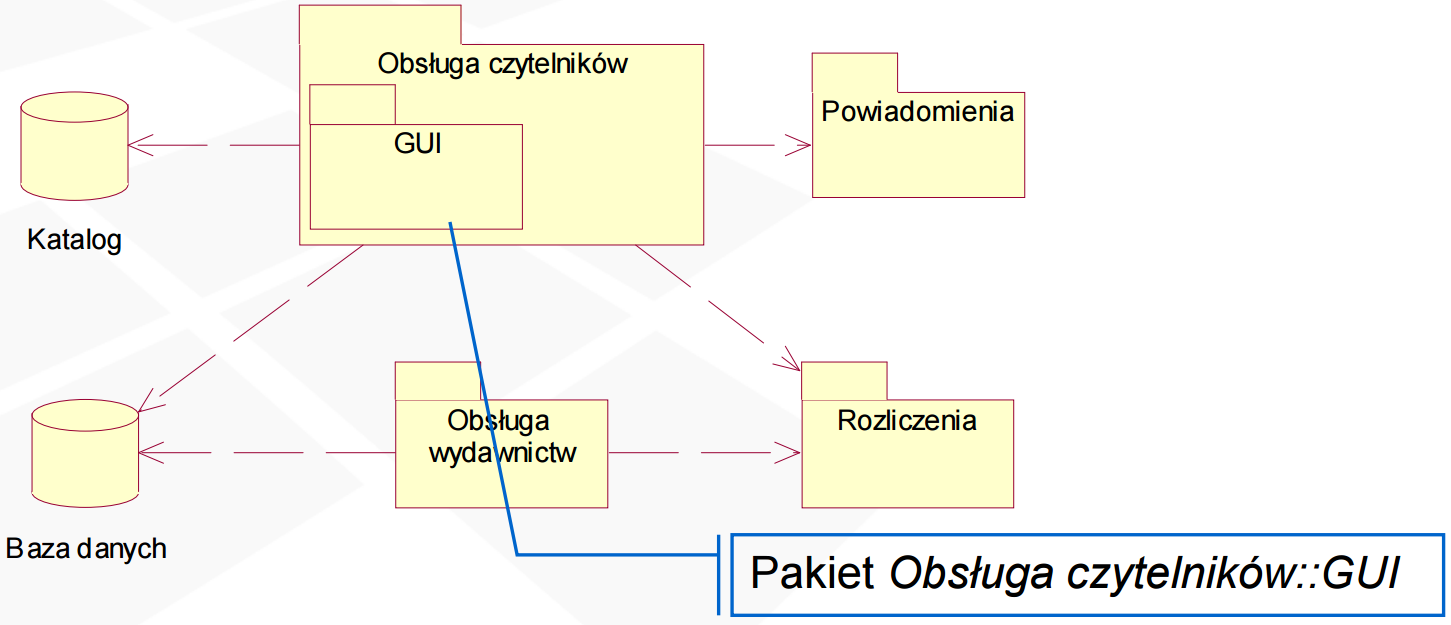 Obsługa czytelników
Powiadomienia
GUI
Katalog
Obsługa
wydawnictw
Rozliczenia
Baza danych
Pakiet Obsługa czytelników::GUI